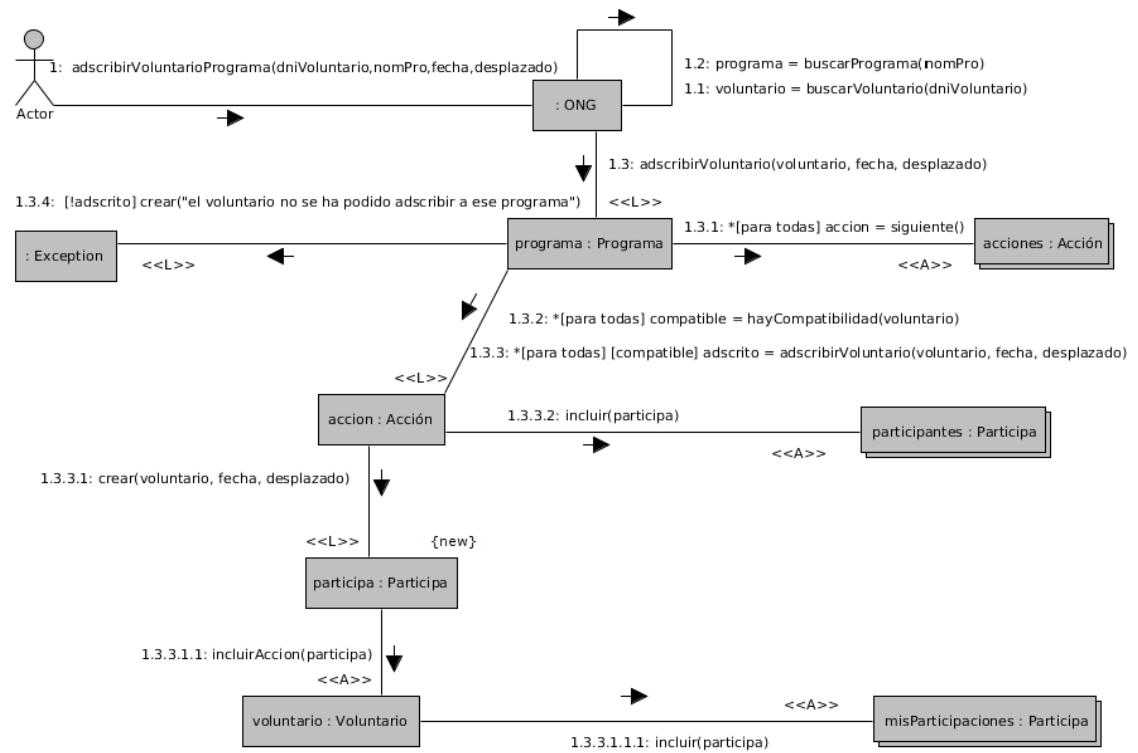 1: adscribirVoluntarioPrograma(dniVoluntario,nomPro,fecha,desplazado)
Actor
: ONG
1.2: programa = buscarPrograma(nomPro)
1.1: voluntario = buscarVoluntario(dniVoluntario)
1.3: adscribirVoluntario(voluntario, fecha, desplazado)
1.3.4: [!adscrito] crear("el voluntario no se ha podido adscribir a ese programa")
<<L>>
: Exception
<<L>>
programa : Programa
1.3.1: *[para todas] accion = siguiente()
<<A>>
acciones : Acción
1.3.2: *[para todas] compatible = hayCompatibilidad(voluntario)
1.3.3: *[para todas] [compatible] adscrito = adscribirVoluntario(voluntario, fecha, desplazado)
<<L>>
accion : Acción
1.3.3.2: incluir(participa)
<<A>>
participantes : Participa
1.3.3.1: crear(voluntario, fecha, desplazado)
<<L>>
{new}
participa : Participa
1.3.3.1.1: incluirAccion(participa)
<<A>>
voluntario : Voluntario
<<A>>
misParticipaciones : Participa
1.3.3.1.1.1: incluir(participa)